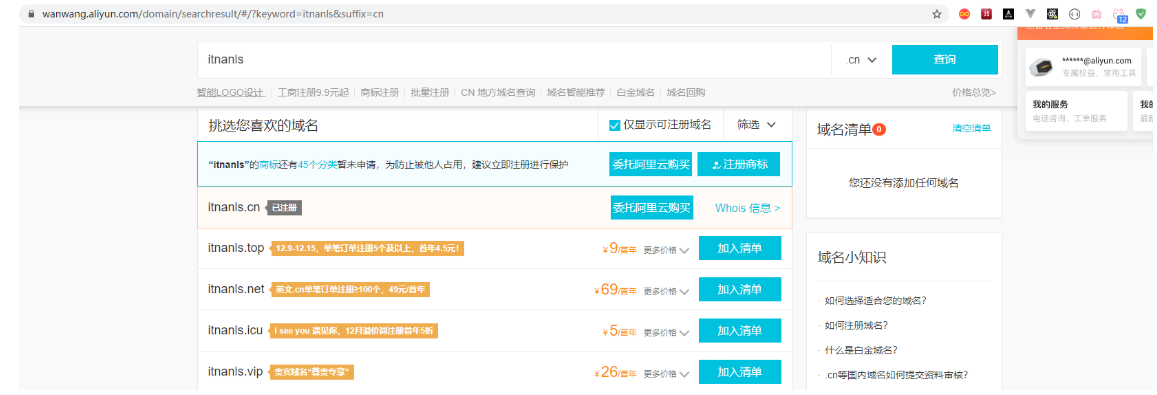 wanwang.aliyun.com/domain/searchresult/#/?keyword=itnanls&suffix=cn
12
itnanls
.cn
查询
******@aliyun.com
专属权益、常用工具
智能LOGO设计
工商注册9.9元起
商标注册
批量注册
CN 地方域名查询
域名智能推荐
白金域名
域名回购
价格总览>
我的服务
电话咨询、工单服务
挑选您喜欢的域名
仅显示可注册域名
筛选
域名清单 0
清空清单
“itnanls”的商标还有45个分类暂未申请，为防止被他人占用，建议立即注册进行保护
委托阿里云购买
注册商标
您还没有添加任何域名
itnanls.cn
已注册
委托阿里云购买
Whois 信息 >
itnanls.top
12.9-12.15，单笔订单注册5个及以上，首年4.5元！
¥ 9/首年
更多价格
加入清单
域名小知识
itnanls.net
英文.cn单笔订单注册≥100个，49元/首年
¥ 69/首年
更多价格
加入清单
· 如何选择适合您的域名?
itnanls.icu
I see you 遇见你，12月溢价词注册首年5折
¥ 5/首年
更多价格
加入清单
· 如何注册域名?
· 什么是白金域名?
itnanls.vip
贵宾域名“尊贵专享”
¥ 26/首年
更多价格
加入清单
· .cn等国内域名如何提交资料审核?